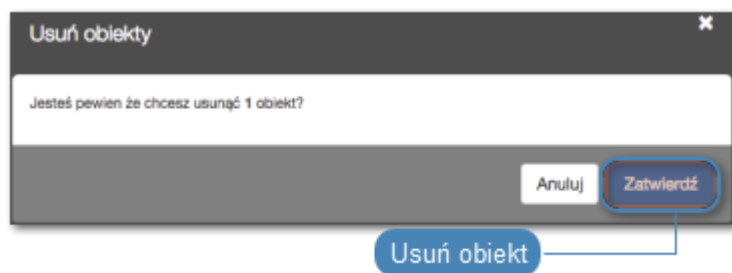 Usuń obiekty
Jesteś pewien że chcesz usunąć 1 obiekt?
Anuluj
Zatwierdź
Usuń obiekt